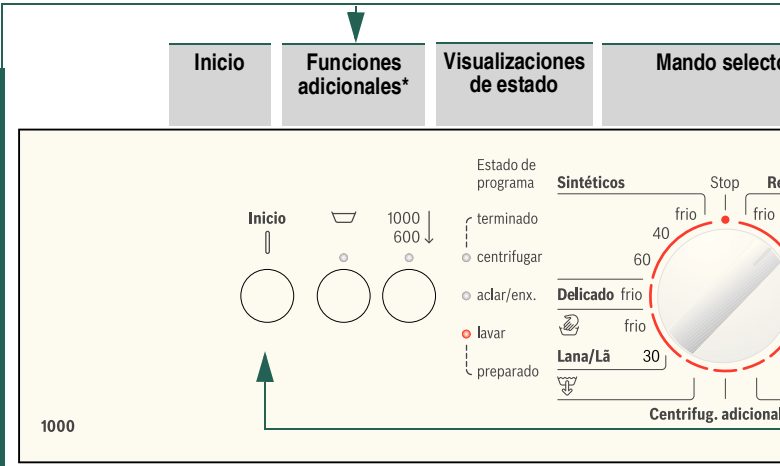 Inicio
Funciones
adicionales*
Visualizaciones
de estado
Mando selecto
Estado de
programa
Sintéticos
Stop
Re
Inicio
1000
600
terminado
frio
frio
40
centrifugar
60
aclar/enx.
Delicado frio
lavar
frio
Lana/Lã 30
preparado
Centrifug. adicional
1000